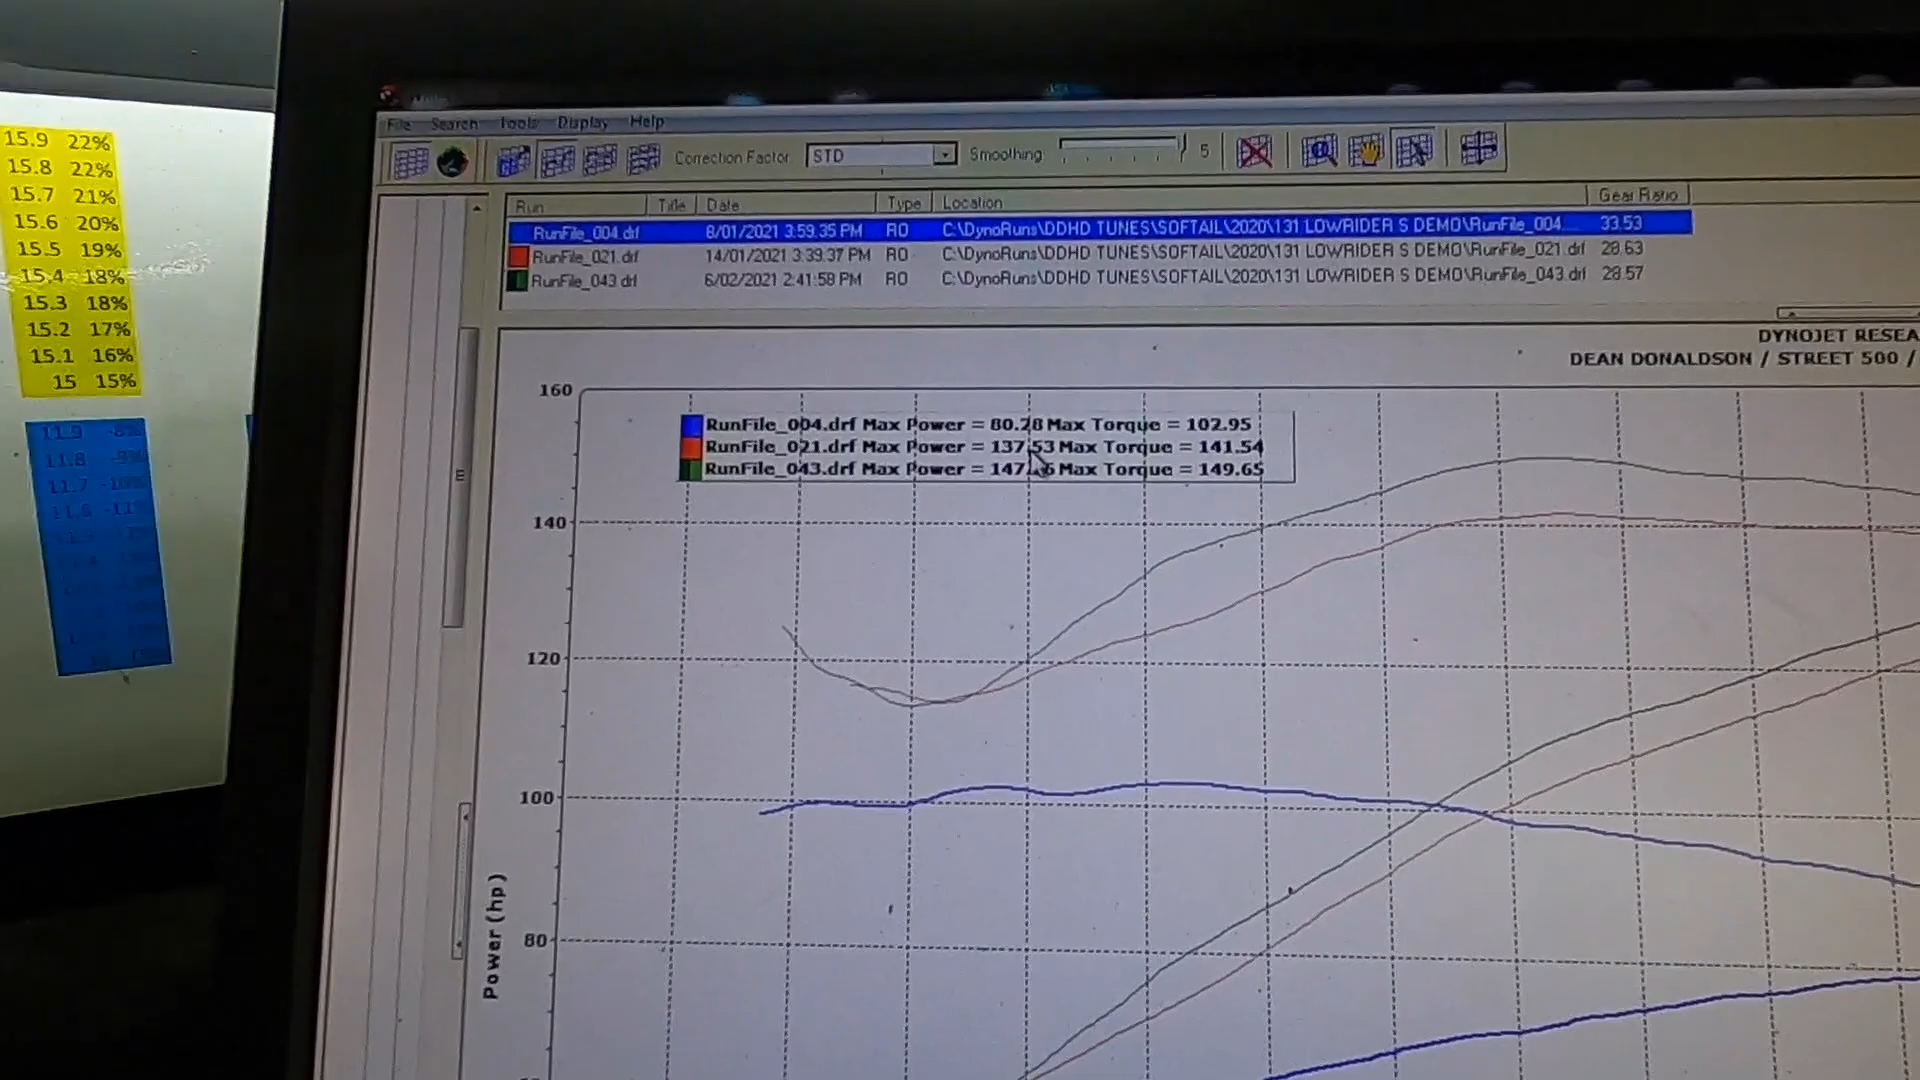 15.9 22%
15.8 22%
15.7 21%
15.6 20%
15.5 19%
15.4 18%
15.3 18%
15.2 17%
15.1 16%
15 15%
11.9 -8%
11.8 -9%
11.7 -10%
11.6 -11%
File Search Tools Display Help
Correction Factor STD Smoothing 5
Run Title Date Type Location Gear Ratio
RunFile_004.drf 8/01/2021 3:59:35 PM RO C:\DynoRuns\DDHD TUNES\SOFTAIL\2020\131 LOWRIDER S DEMO\RunFile_004... 33.53
RunFile_021.drf 14/01/2021 3:39:37 PM RO C:\DynoRuns\DDHD TUNES\SOFTAIL\2020\131 LOWRIDER S DEMO\RunFile_021.drf 28.63
RunFile_043.drf 6/02/2021 2:41:58 PM RO C:\DynoRuns\DDHD TUNES\SOFTAIL\2020\131 LOWRIDER S DEMO\RunFile_043.drf 28.57
DYNOJET RESEA
DEAN DONALDSON / STREET 500 /
RunFile_004.drf Max Power = 80.28 Max Torque = 102.95
RunFile_021.drf Max Power = 137.53 Max Torque = 141.54
RunFile_043.drf Max Power = Max Torque = 149.65
160
140
120
100
80
Power (hp)